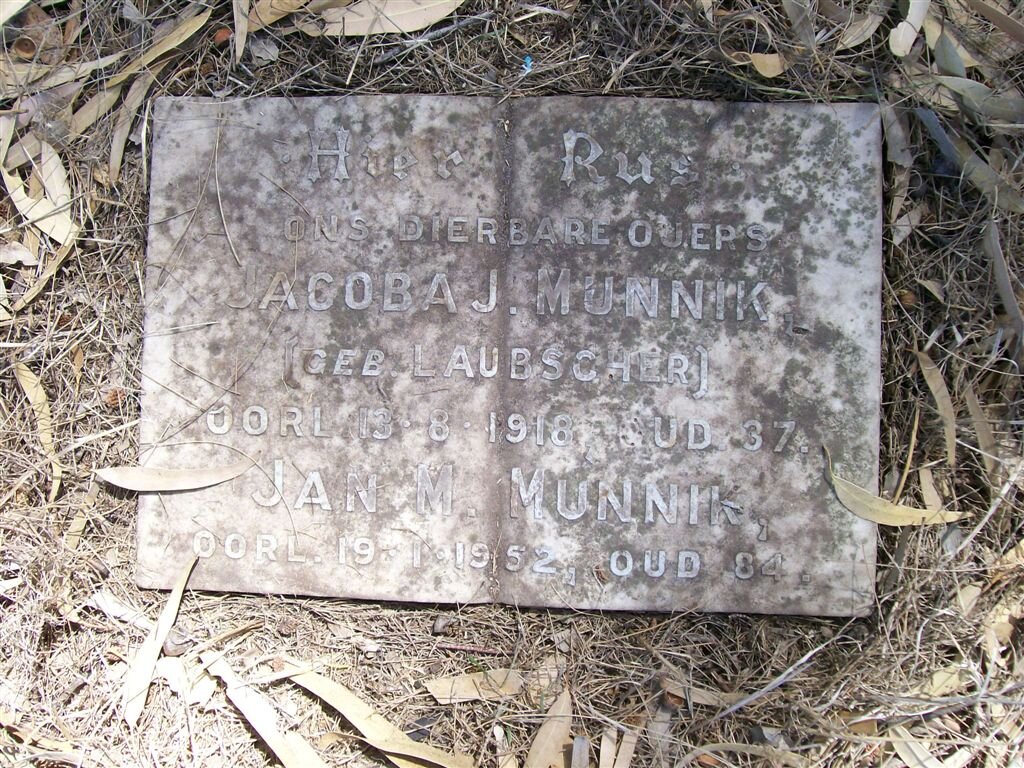 Hier Rus
ONS DIERBARE OUERS
JACOBA J. MUNNIK,
(GEB. LAUBSCHER)
OORL. 13·8·1918, OUD. 37.
JAN M. MUNNIK,
OORL. 19·1·1952, OUD 84.